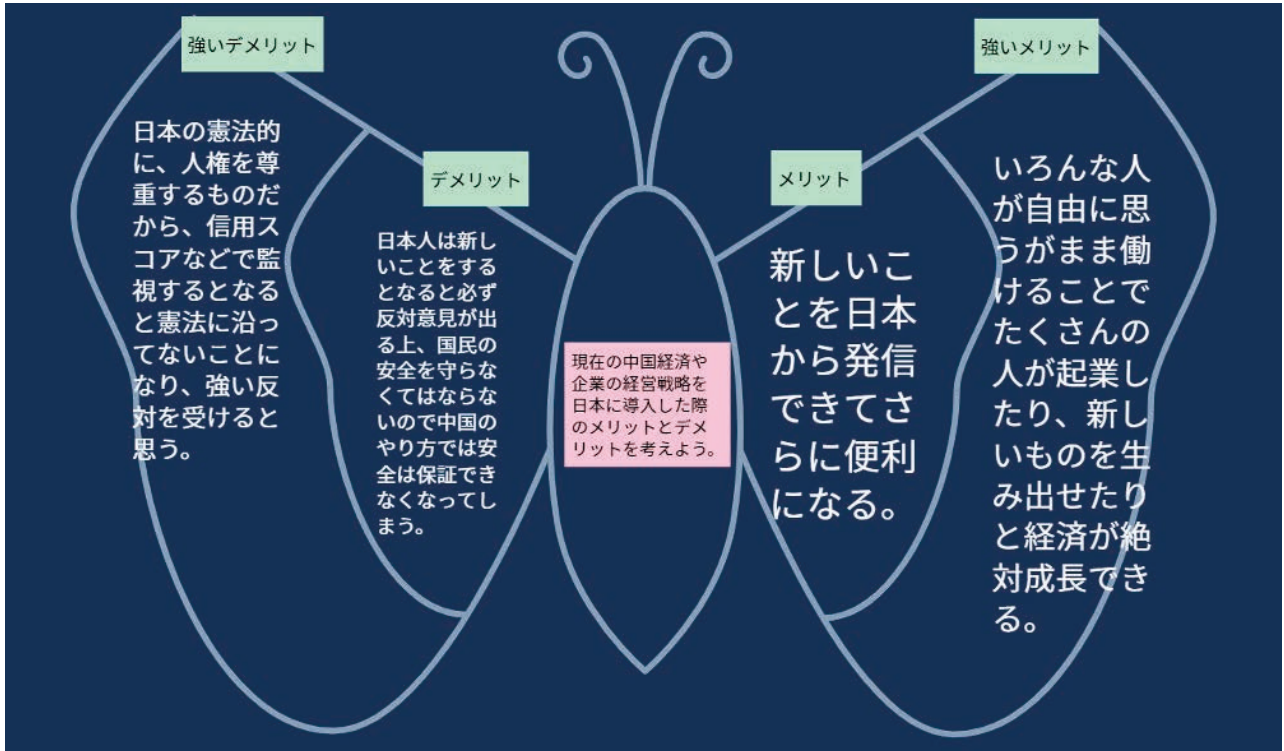 強いデメリット
日本の憲法的
に、人権を尊
重するものだ
から、信用ス
コアなどで監
視するとなる
と憲法に沿っ
てないことに
なり、強い反
対を受けると
思う。
デメリット
日本人は新し
いことをする
となると必ず
反対意見が出
る上、国民の
安全を守らな
くてはならな
いので中国の
やり方では安
全は保証でき
なくなってし
まう。
現在の中国経済や
企業の経営戦略を
日本に導入した際
のメリットとデメ
リットを考えよう。
メリット
新しいこ
とを日本
から発信
できてさ
らに便利
になる。
強いメリット
いろんな人
が自由に思
うがまま働
けることで
たくさんの
人が起業し
たり、新し
いものを生
み出せたり
と経済が絶
対成長でき
る。